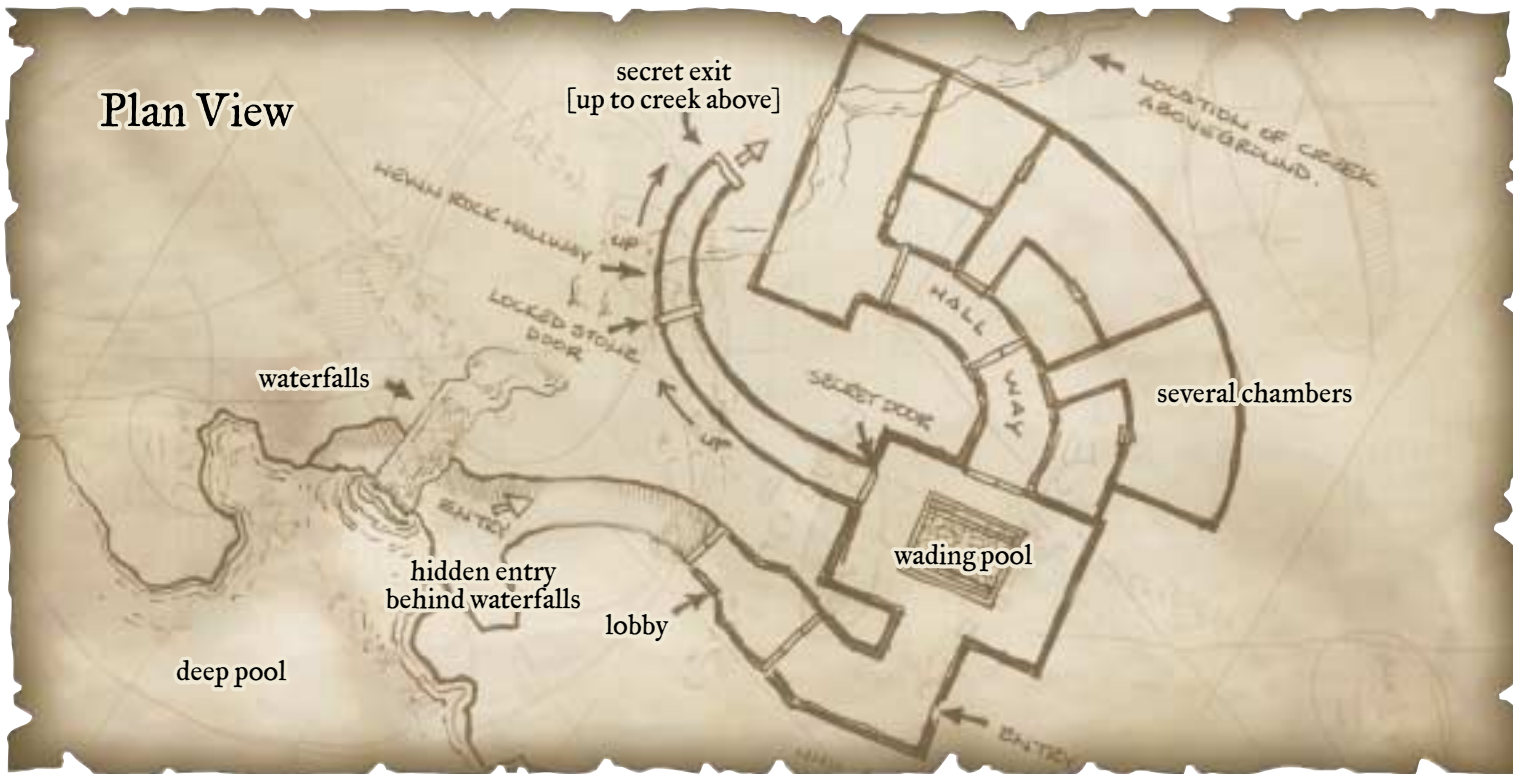 Plan View
secret exit
[up to creek above]
LOCATION OF CREEK
ABOVEGROUND.
HEWN ROCK HALLWAY
UP
LOCKED STONE
DOOR
HALL
WAY
waterfalls
SECRET DOOR
several chambers
UP
ENTRY
wading pool
hidden entry
behind waterfalls
lobby
deep pool
ENTRY